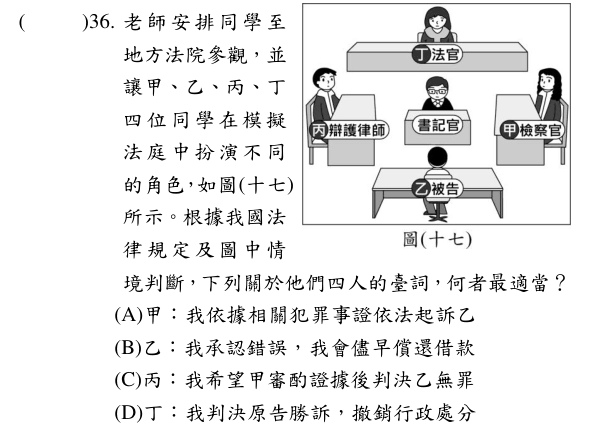 (　　)36. 老師安排同學至
地方法院參觀，並
讓甲、乙、丙、丁
四位同學在模擬
法庭中扮演不同
的角色，如圖(十七)
所示。根據我國法
律規定及圖中情
境判斷，下列關於他們四人的臺詞，何者最適當？
丁法官
丙辯護律師
書記官
甲檢察官
乙被告
圖(十七)
(A)甲：我依據相關犯罪事證依法起訴乙
(B)乙：我承認錯誤，我會儘早償還借款
(C)丙：我希望甲審酌證據後判決乙無罪
(D)丁：我判決原告勝訴，撤銷行政處分